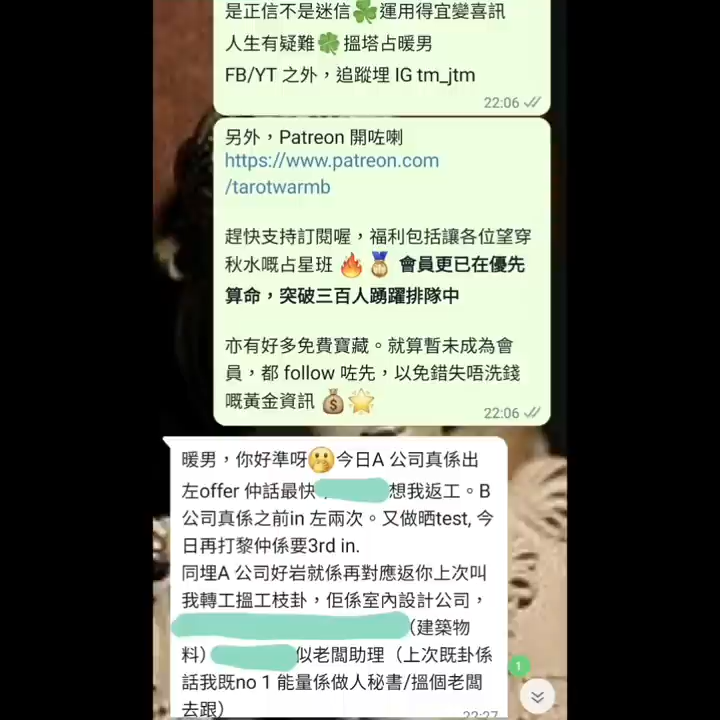 是正信不是迷信🍀運用得宜變喜訊
人生有疑難🍀搵塔占暖男
FB/YT 之外，追蹤埋 IG tm_jtm
22:06
另外，Patreon 開咗喇
https://www.patreon.com
/tarotwarmb
趕快支持訂閱喔，福利包括讓各位望穿
秋水嘅占星班🔥🏅會員更已在優先
算命，突破三百人踴躍排隊中
亦有好多免費寶藏。就算暫未成為會
員，都 follow 咗先，以免錯失唔洗錢
嘅黃金資訊💰🌟
22:06
暖男，你好準呀🤭今日A 公司真係出
左offer 仲話最快 想我返工。B
公司真係之前in 左兩次。又做晒test, 今
日再打黎仲係要3rd in.
同埋A 公司好岩就係再對應返你上次叫
我轉工搵工枝卦，佢係室內設計公司，
(建築物
料) 似老闆助理（上次既卦係
話我既no 1 能量係做人秘書/搵個老闆
去跟）
22:27
1